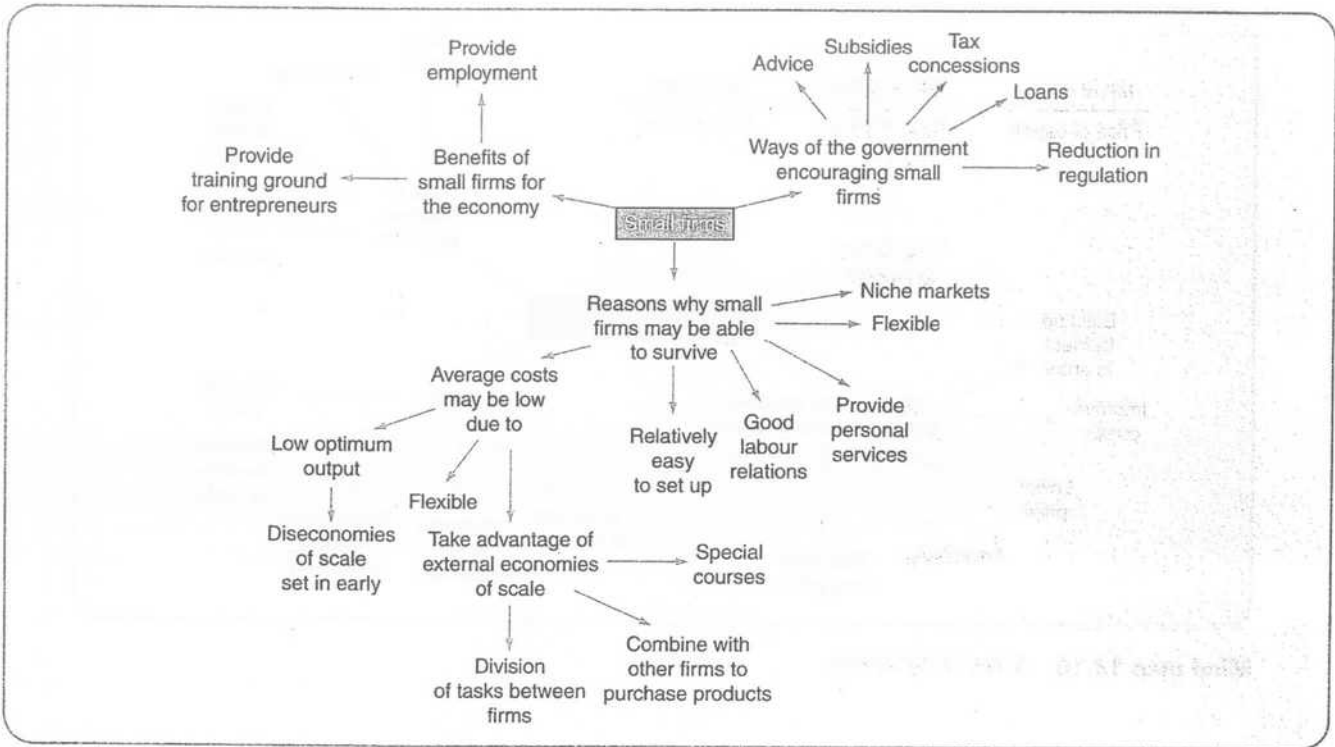 Provide
employment
Advice
Subsidies
Tax
concessions
Loans
Provide
training ground
for entrepreneurs
Benefits of
small firms for
the economy
Ways of the government
encouraging small
firms
Reduction in
regulation
Small firms
Reasons why small
firms may be able
to survive
Niche markets
Flexible
Average costs
may be low
due to
Low optimum
output
Flexible
Relatively
easy
to set up
Good
labour
relations
Provide
personal
services
Diseconomies
of scale
set in early
Take advantage of
external economies
of scale
Special
courses
Division
of tasks between
firms
Combine with
other firms to
purchase products